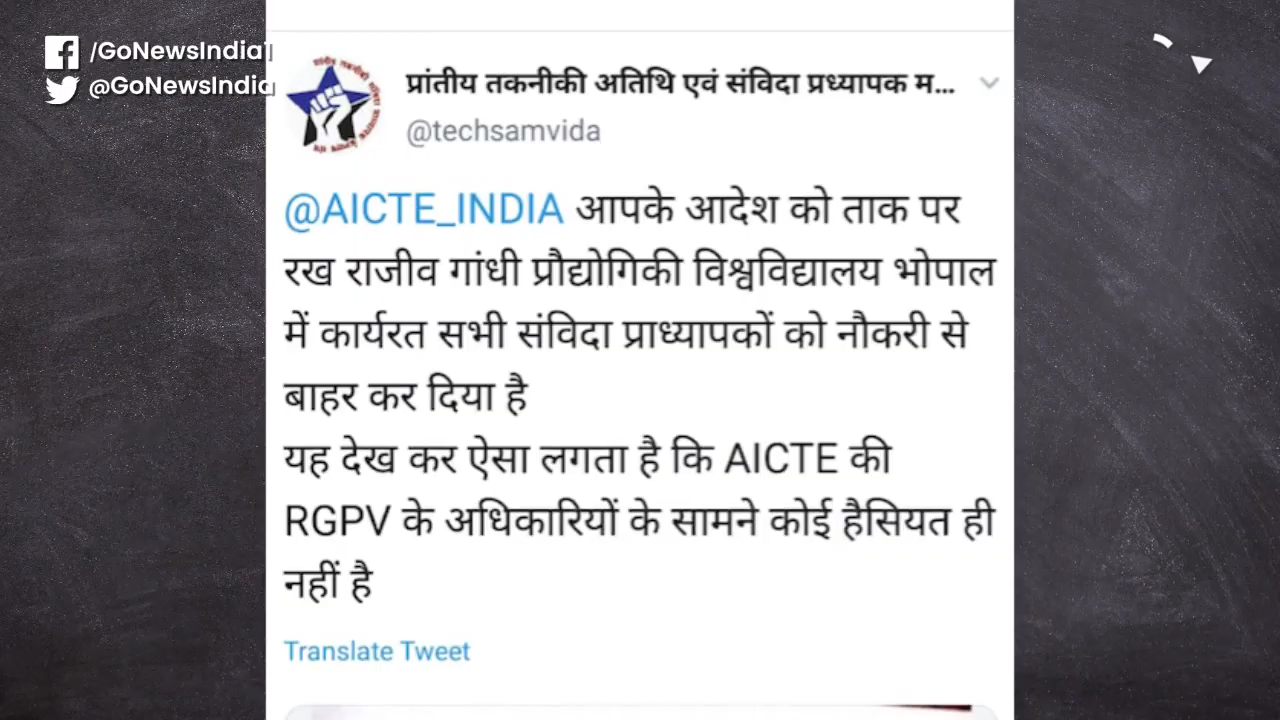 /GoNewsIndia
@GoNewsIndia
प्रांतीय तकनीकी अतिथि एवं संविदा प्रध्यापक म...
@techsamvida
@AICTE_INDIA आपके आदेश को ताक पर
रख राजीव गांधी प्रौद्योगिकी विश्वविद्यालय भोपाल
में कार्यरत सभी संविदा प्राध्यापकों को नौकरी से
बाहर कर दिया है
यह देख कर ऐसा लगता है कि AICTE की
RGPV के अधिकारियों के सामने कोई हैसियत ही
नहीं है
Translate Tweet